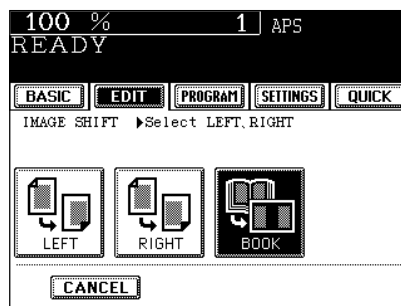 100 % 1 APS
READY
BASIC EDIT PROGRAM SETTINGS QUICK
IMAGE SHIFT ▶Select LEFT,RIGHT
LEFT RIGHT BOOK
CANCEL